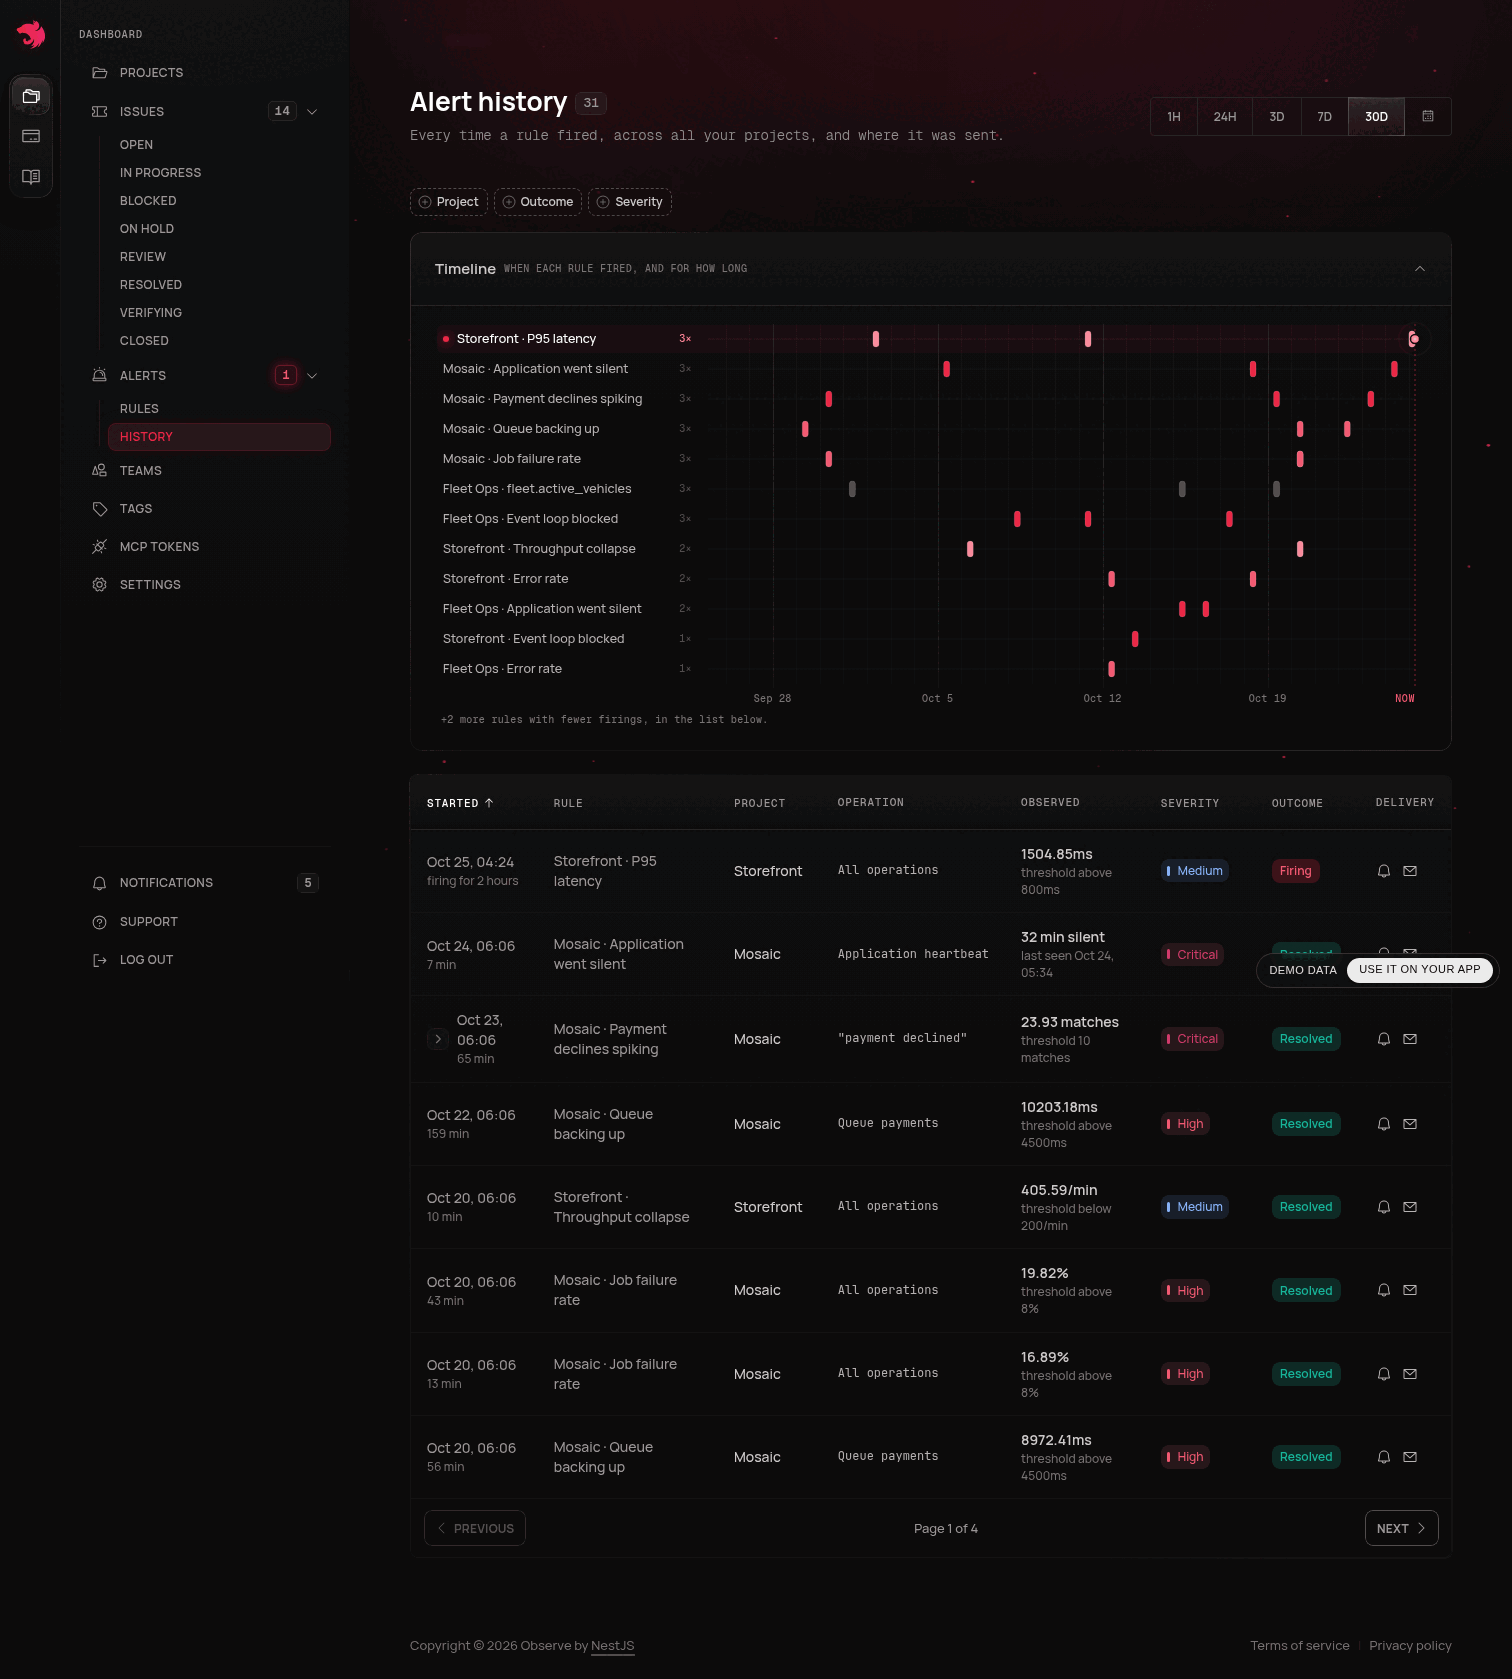 DASHBOARD
PROJECTS
ISSUES 14
OPEN
IN PROGRESS
BLOCKED
ON HOLD
REVIEW
RESOLVED
VERIFYING
CLOSED
ALERTS 1
RULES
HISTORY
TEAMS
TAGS
MCP TOKENS
SETTINGS
NOTIFICATIONS 5
SUPPORT
LOG OUT
Alert history 31
Every time a rule fired, across all your projects, and where it was sent.
1H 24H 3D 7D 30D
Project Outcome Severity
Timeline WHEN EACH RULE FIRED, AND FOR HOW LONG
Storefront · P95 latency 3×
Mosaic · Application went silent 3×
Mosaic · Payment declines spiking 3×
Mosaic · Queue backing up 3×
Mosaic · Job failure rate 3×
Fleet Ops · fleet.active_vehicles 3×
Fleet Ops · Event loop blocked 3×
Storefront · Throughput collapse 2×
Storefront · Error rate 2×
Fleet Ops · Application went silent 2×
Storefront · Event loop blocked 1×
Fleet Ops · Error rate 1×
Sep 28 Oct 5 Oct 12 Oct 19 NOW
+2 more rules with fewer firings, in the list below.
STARTED RULE PROJECT OPERATION OBSERVED SEVERITY OUTCOME DELIVERY
Oct 25, 04:24
firing for 2 hours
Storefront · P95
latency
Storefront
All operations
1504.85ms
threshold above
800ms
Medium
Firing
Oct 24, 06:06
7 min
Mosaic · Application
went silent
Mosaic
Application heartbeat
32 min silent
last seen Oct 24,
05:34
Critical
Resolved
DEMO DATA USE IT ON YOUR APP
Oct 23,
06:06
65 min
Mosaic · Payment
declines spiking
Mosaic
"payment declined"
23.93 matches
threshold 10
matches
Critical
Resolved
Oct 22, 06:06
159 min
Mosaic · Queue
backing up
Mosaic
Queue payments
10203.18ms
threshold above
4500ms
High
Resolved
Oct 20, 06:06
10 min
Storefront ·
Throughput collapse
Storefront
All operations
405.59/min
threshold below
200/min
Medium
Resolved
Oct 20, 06:06
43 min
Mosaic · Job failure
rate
Mosaic
All operations
19.82%
threshold above
8%
High
Resolved
Oct 20, 06:06
13 min
Mosaic · Job failure
rate
Mosaic
All operations
16.89%
threshold above
8%
High
Resolved
Oct 20, 06:06
56 min
Mosaic · Queue
backing up
Mosaic
Queue payments
8972.41ms
threshold above
4500ms
High
Resolved
PREVIOUS
Page 1 of 4
NEXT
Copyright © 2026 Observe by NestJS
Terms of service
Privacy policy